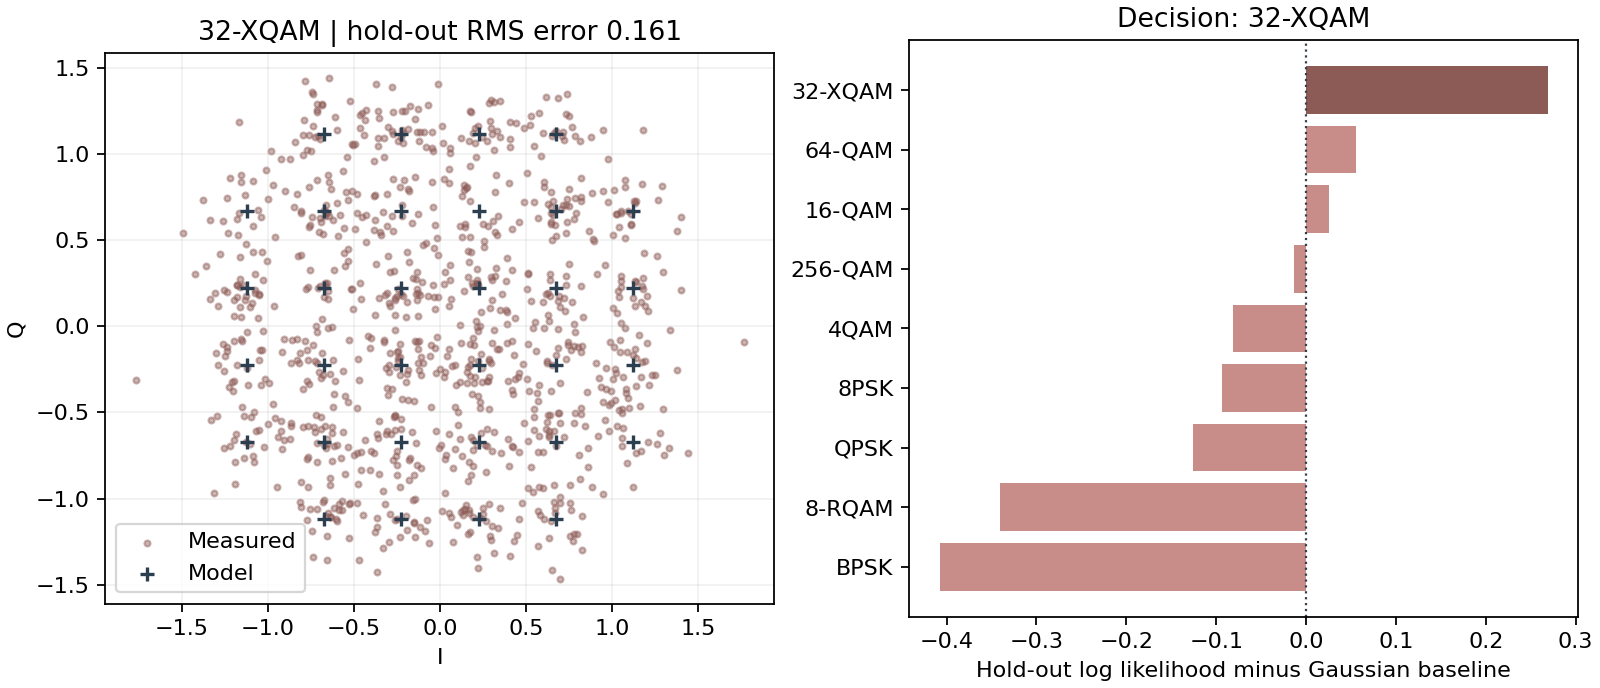 32-XQAM | hold-out RMS error 0.161
1.5
1.0
0.5
0.0
−0.5
−1.0
−1.5
Q
Measured
Model
−1.5
−1.0
−0.5
0.0
0.5
1.0
1.5
I
Decision: 32-XQAM
32-XQAM
64-QAM
16-QAM
256-QAM
4QAM
8PSK
QPSK
8-RQAM
BPSK
−0.4
−0.3
−0.2
−0.1
0.0
0.1
0.2
0.3
Hold-out log likelihood minus Gaussian baseline